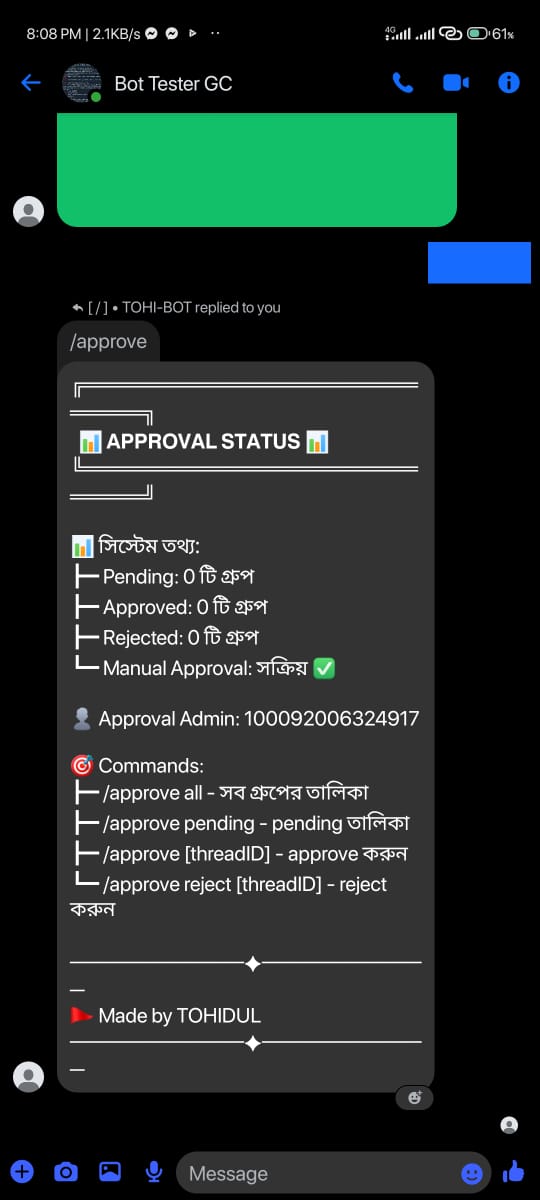 8:08 PM | 2.1KB/s
4G
61%
Bot Tester GC
[ / ] • TOHI-BOT replied to you
/approve
╔════════════════════
═════╗
📊 APPROVAL STATUS 📊
╚════════════════════
═════╝
📊 সিস্টেম তথ্য:
├─ Pending: 0 টি গ্রুপ
├─ Approved: 0 টি গ্রুপ
├─ Rejected: 0 টি গ্রুপ
└─ Manual Approval: সক্রিয় ✅
👤 Approval Admin: 100092006324917
🎯 Commands:
├─ /approve all - সব গ্রুপের তালিকা
├─ /approve pending - pending তালিকা
├─ /approve [threadID] - approve করুন
└─ /approve reject [threadID] - reject
করুন
──────────✦──────────
─
🚩 Made by TOHIDUL
──────────✦──────────
─
Message